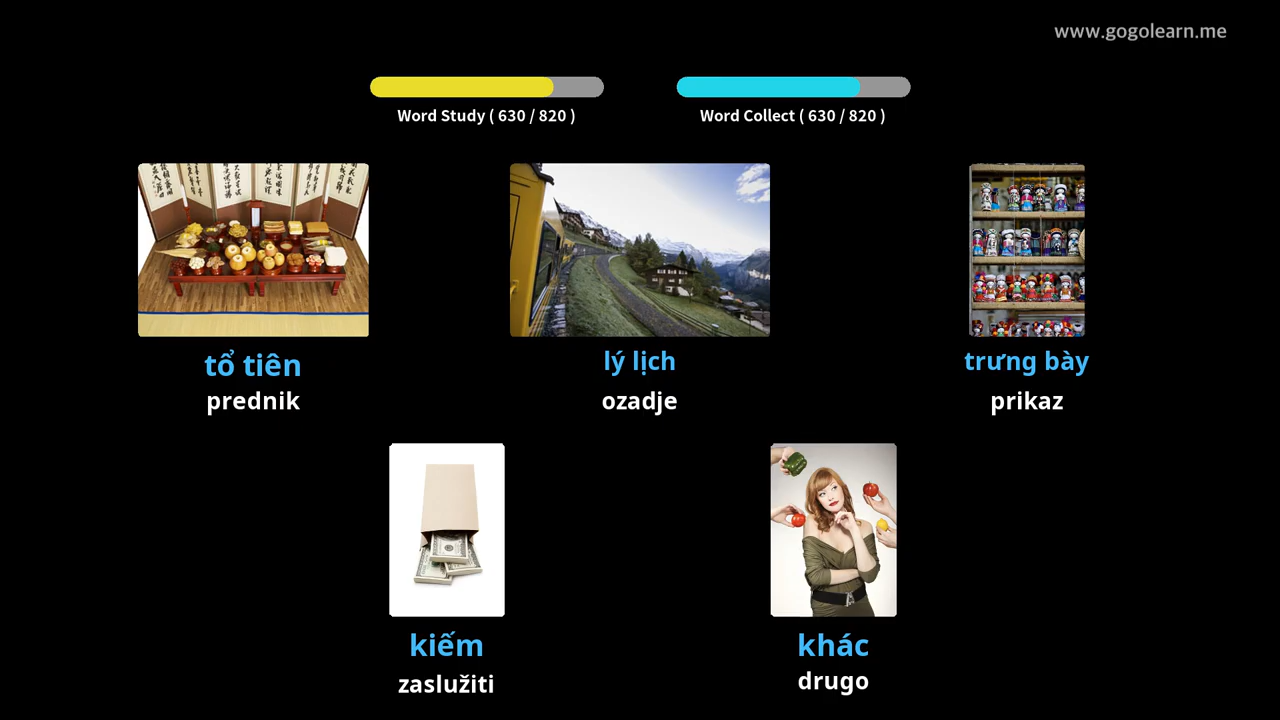 www.gogolearn.me
Word Study ( 630 / 820 )
Word Collect ( 630 / 820 )
tổ tiên
prednik
lý lịch
ozadje
trưng bày
prikaz
kiếm
zaslužiti
khác
drugo